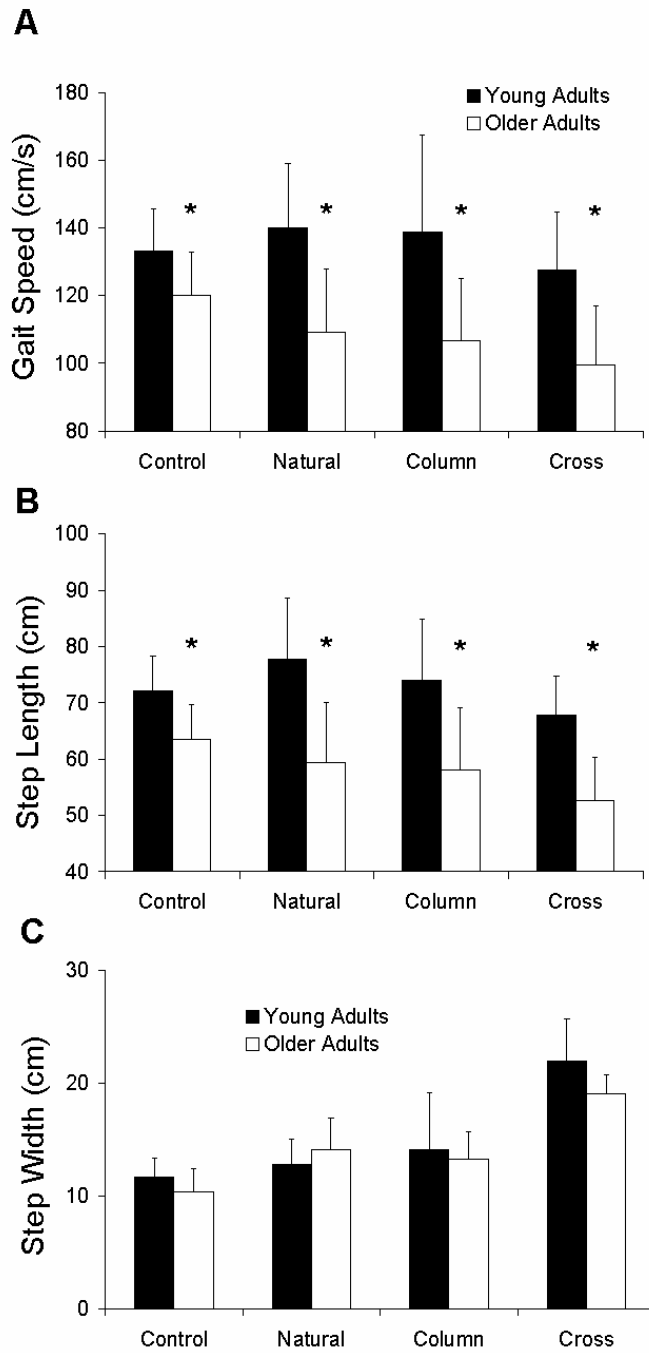 A
Gait Speed (cm/s)
180
160
140
120
100
80
Young Adults
Older Adults
* * * *
Control Natural Column Cross
B
Step Length (cm)
100
90
80
70
60
50
40
* * * *
Control Natural Column Cross
C
Step Width (cm)
30
20
10
0
Young Adults
Older Adults
Control Natural Column Cross